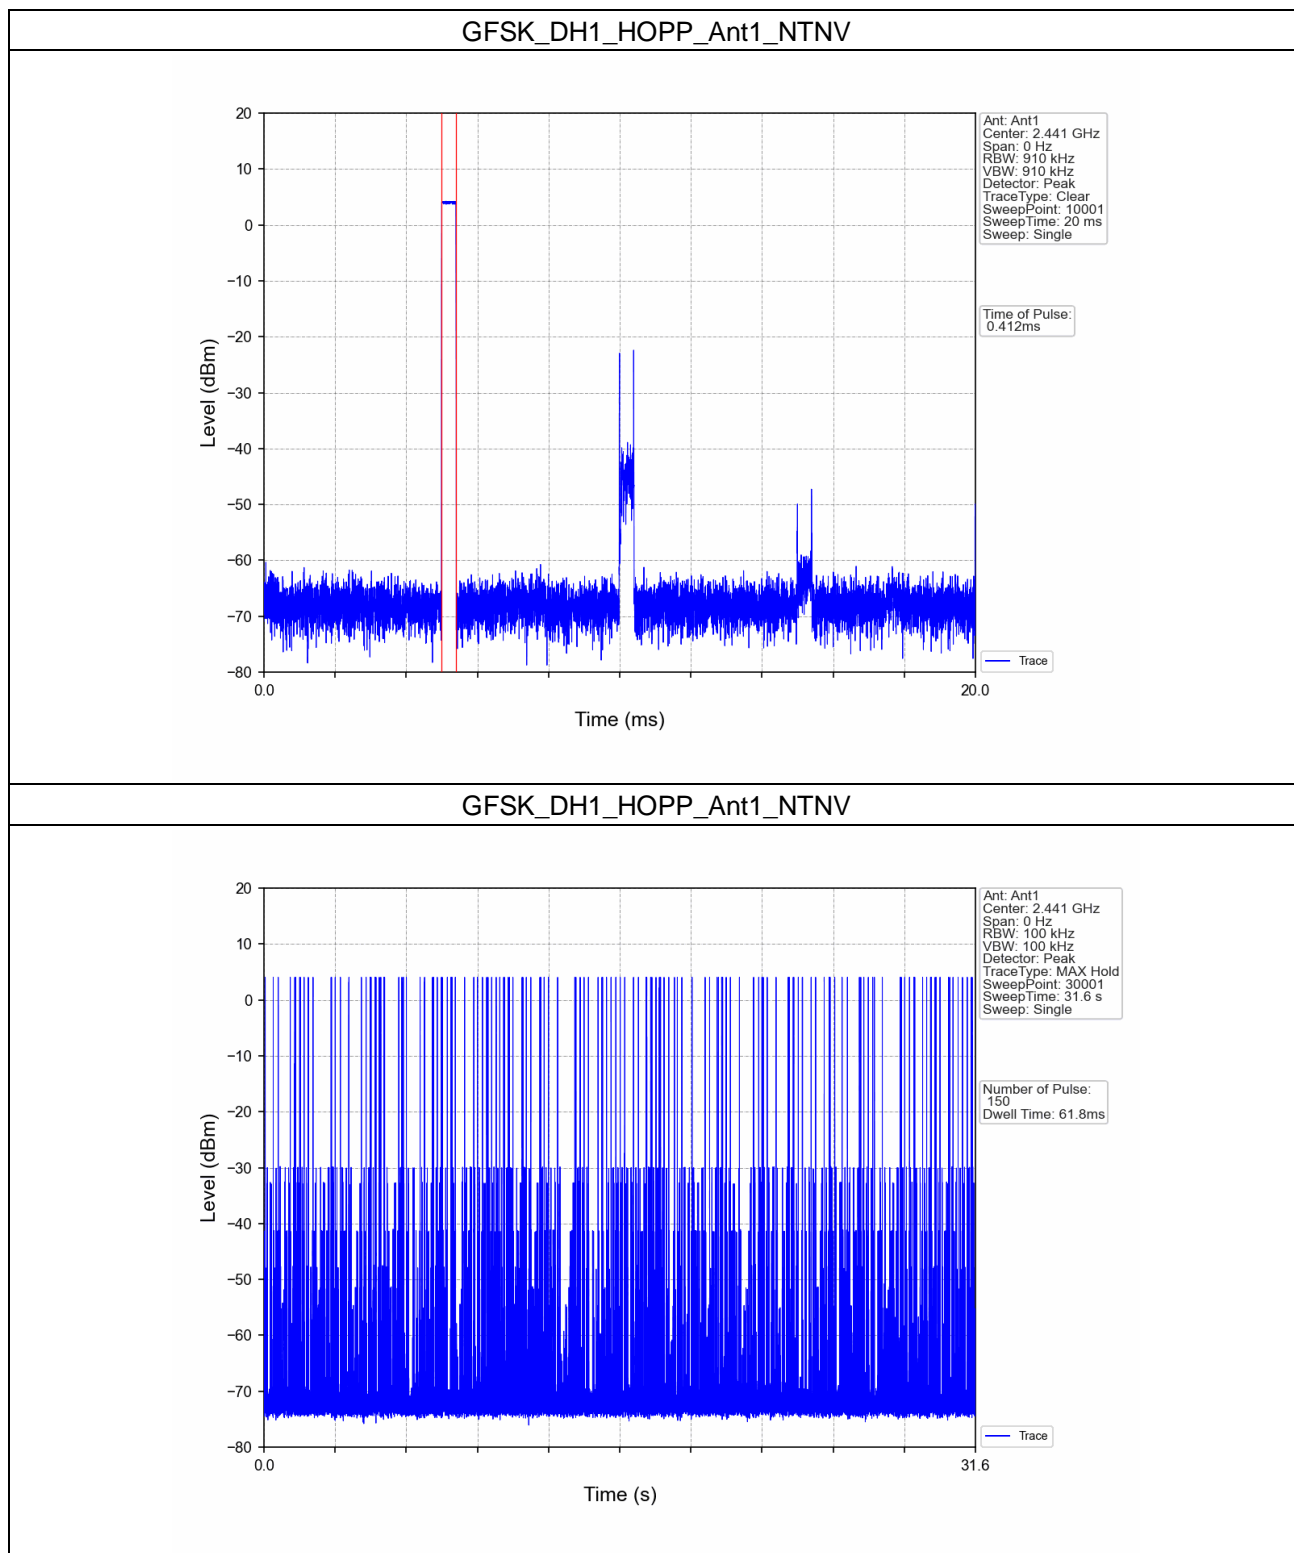 GFSK_DH1_HOPP_Ant1_NTNV
20
10
0
−10
−20
−30
−40
−50
−60
−70
−80
Level (dBm)
0.0
20.0
Time (ms)
Ant: Ant1
Center: 2.441 GHz
Span: 0 Hz
RBW: 910 kHz
VBW: 910 kHz
Detector: Peak
TraceType: Clear
SweepPoint: 10001
SweepTime: 20 ms
Sweep: Single
Time of Pulse:
0.412ms
Trace
GFSK_DH1_HOPP_Ant1_NTNV
20
10
0
−10
−20
−30
−40
−50
−60
−70
−80
Level (dBm)
0.0
31.6
Time (s)
Ant: Ant1
Center: 2.441 GHz
Span: 0 Hz
RBW: 100 kHz
VBW: 100 kHz
Detector: Peak
TraceType: MAX Hold
SweepPoint: 30001
SweepTime: 31.6 s
Sweep: Single
Number of Pulse:
150
Dwell Time: 61.8ms
Trace